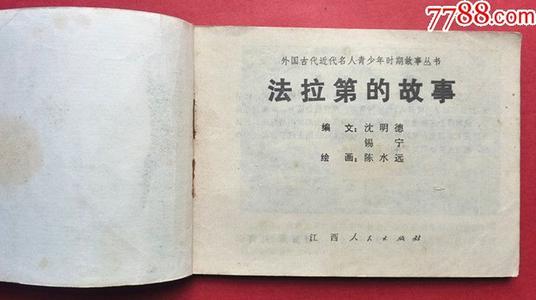 7788.com
外国古代近代名人青少年时期故事丛书
法拉第的故事
编 文：沈明德
锡 宁
绘 画：陈水远
江西人民出版社